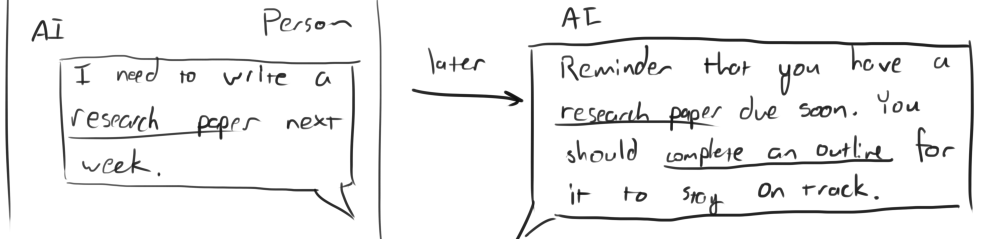 AI
Person
I need to write a
research paper next
week.
later
AI
Reminder that you have a
research paper due soon. You
should complete an outline for
it to stay on track.